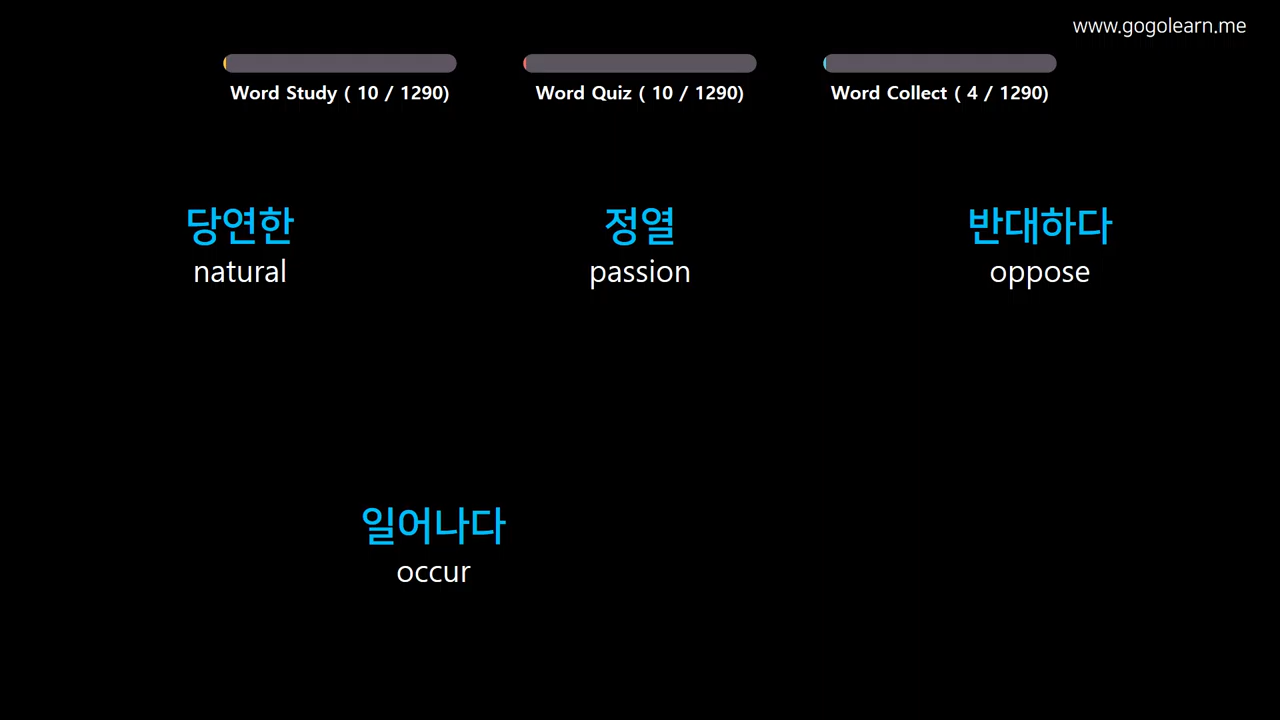 www.gogolearn.me
Word Study ( 10 / 1290)
Word Quiz ( 10 / 1290)
Word Collect ( 4 / 1290)
당연한
natural
정열
passion
반대하다
oppose
일어나다
occur